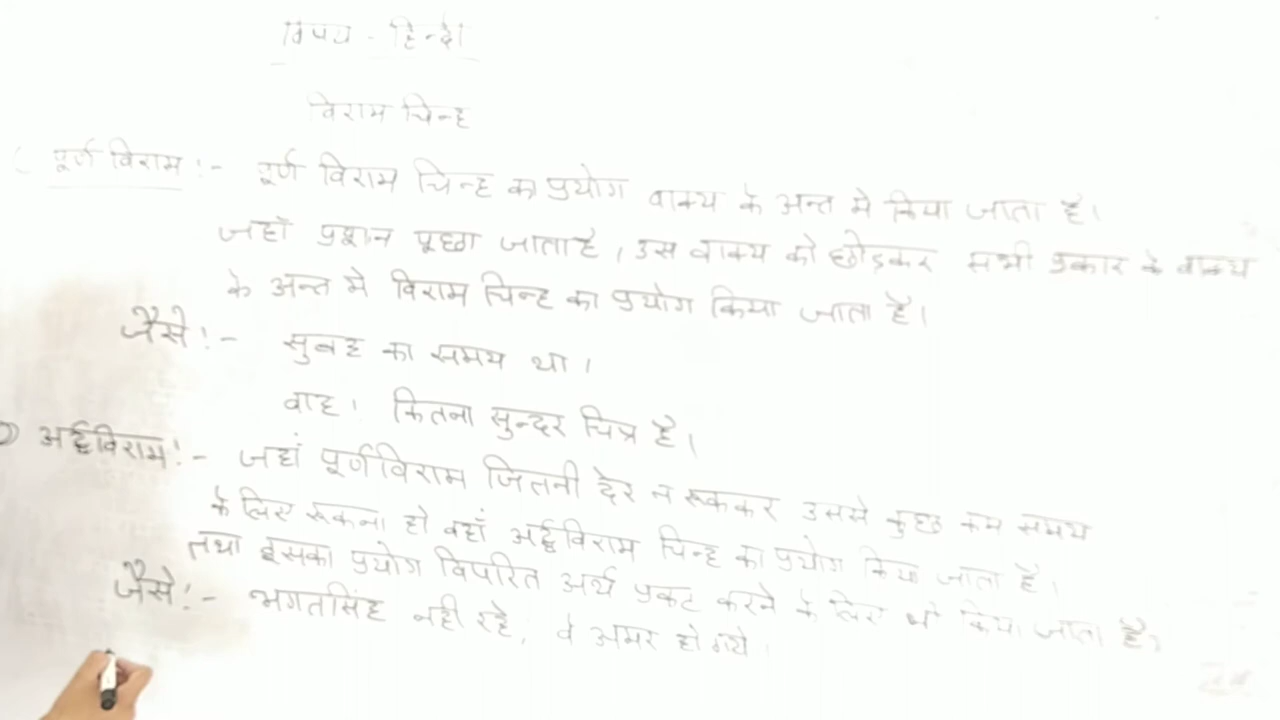 विषय - हिन्दी
विराम चिन्ह
पूर्ण विराम :- पूर्ण विराम चिन्ह का प्रयोग वाक्य के अन्त मे किया जाता है।
जहाँ प्रश्न पूछा जाता है, उस वाक्य को छोड़कर सभी प्रकार के वाक्य
के अन्त मे विराम चिन्ह का प्रयोग किया जाता है।
जैसे :- सुबह का समय था।
वाह! कितना सुन्दर चित्र है।
अर्द्धविराम :- जहां पूर्णविराम जितनी देर न रूककर उससे कुछ कम समय
के लिए रूकना हो वहाँ अर्द्धविराम चिन्ह का प्रयोग किया जाता है।
तथा इसका प्रयोग विपरित अर्थ प्रकट करने के लिए भी किया जाता है।
जैसे :- भगतसिंह नही रहे, वे अमर हो गये।